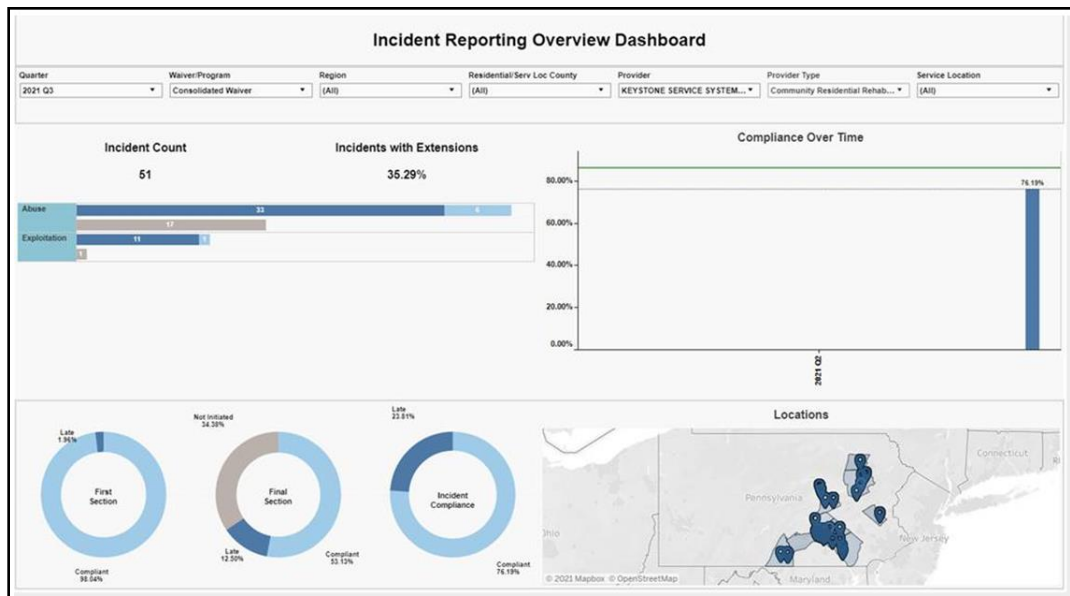 Incident Reporting Overview Dashboard
Quarter
Waiver/Program
Region
Residential/Serv Loc County
Provider
Provider Type
Service Location
2021 Q3
Consolidated Waiver
(All)
(All)
KEYSTONE SERVICE SYSTEM...
Community Residential Rehab...
(All)
Incident Count
Incidents with Extensions
51
35.29%
Compliance Over Time
80.00%
60.00%
40.00%
20.00%
0.00%
76.19%
2021 Q2
Abuse
33
17
Exploitation
11
1
1
Late
1.96%
First
Section
Compliant
98.04%
Not Initiated
34.38%
Final
Section
Late
12.50%
Compliant
53.13%
Late
23.81%
Incident
Compliance
Compliant
76.19%
Locations
Pennsylvania
Connecticut
New Jersey
Maryland
© 2021 Mapbox © OpenStreetMap